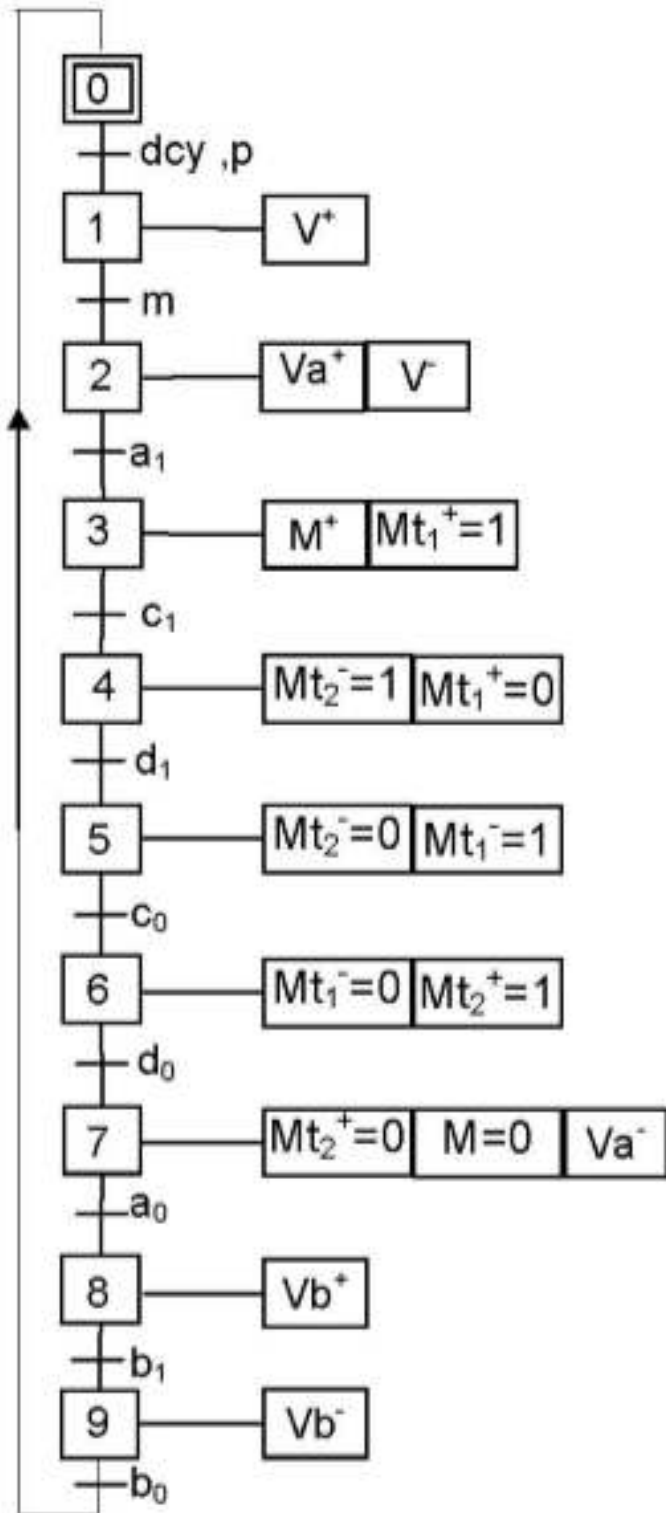 0
dcy ,p
1 V⁺
m
2 Va⁺ V⁻
a₁
3 M⁺ Mt₁⁺=1
c₁
4 Mt₂⁻=1 Mt₁⁺=0
d₁
5 Mt₂⁻=0 Mt₁⁻=1
c₀
6 Mt₁⁻=0 Mt₂⁺=1
d₀
7 Mt₂⁺=0 M=0 Va⁻
a₀
8 Vb⁺
b₁
9 Vb⁻
b₀